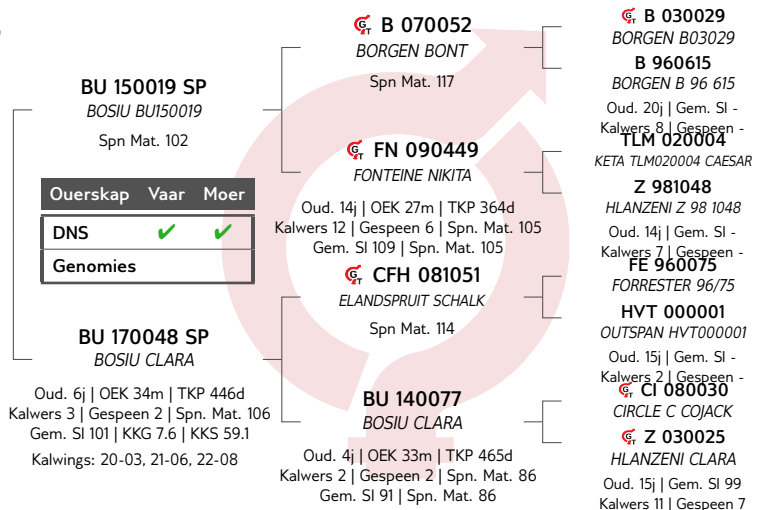 BU 150019 SP
BOSIU BU150019
Spn Mat. 102
Ouerskap Vaar Moer
DNS ✔ ✔
Genomies
BU 170048 SP
BOSIU CLARA
Oud. 6j | OEK 34m | TKP 446d
Kalwers 3 | Gespeen 2 | Spn. Mat. 106
Gem. SI 101 | KKG 7.6 | KKS 59.1
Kalwings: 20-03, 21-06, 22-08
GT B 070052
BORGEN BONT
Spn Mat. 117
GT FN 090449
FONTEINE NIKITA
Oud. 14j | OEK 27m | TKP 364d
Kalwers 12 | Gespeen 6 | Spn. Mat. 105
Gem. SI 109 | Spn. Mat. 105
GT CFH 081051
ELANDSPRUIT SCHALK
Spn Mat. 114
BU 140077
BOSIU CLARA
Oud. 4j | OEK 33m | TKP 465d
Kalwers 2 | Gespeen 2 | Spn. Mat. 86
Gem. SI 91 | Spn. Mat. 86
GT B 030029
BORGEN B03029
B 960615
BORGEN B 96 615
Oud. 20j | Gem. SI -
Kalwers 8 | Gespeen -
TLM 020004
KETA TLM020004 CAESAR
Z 981048
HLANZENI Z 98 1048
Oud. 14j | Gem. SI -
Kalwers 7 | Gespeen -
FE 960075
FORRESTER 96/75
HVT 000001
OUTSPAN HVT000001
Oud. 15j | Gem. SI -
Kalwers 2 | Gespeen -
GT CI 080030
CIRCLE C COJACK
GT Z 030025
HLANZENI CLARA
Oud. 15j | Gem. SI 99
Kalwers 11 | Gespeen 7